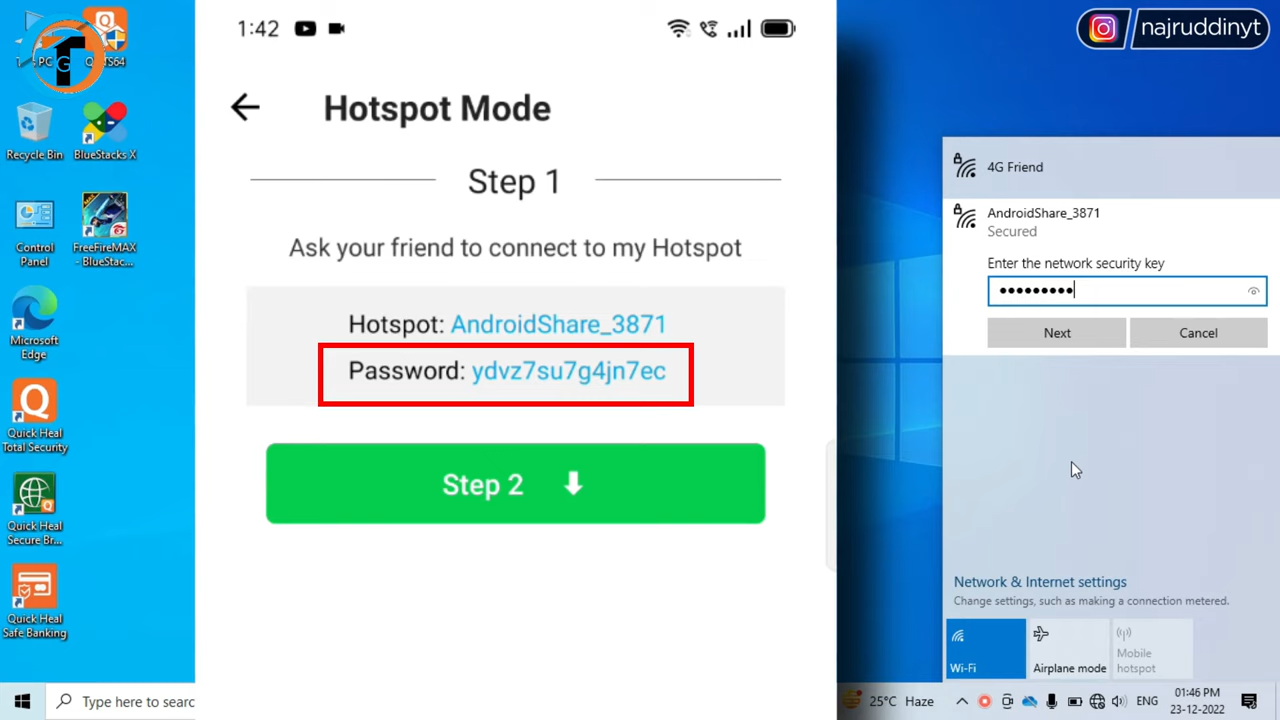 PC
QHTS64
Recycle Bin
BlueStacks X
Control
Panel
FreeFireMAX
- BlueStac...
Microsoft
Edge
Quick Heal
Total Security
Quick Heal
Secure Br...
Quick Heal
Safe Banking
Type here to searc
1:42
Hotspot Mode
Step 1
Ask your friend to connect to my Hotspot
Hotspot: AndroidShare_3871
Password: ydvz7su7g4jn7ec
Step 2
najruddinyt
4G Friend
AndroidShare_3871
Secured
Enter the network security key
●●●●●●●●●
Next
Cancel
Network & Internet settings
Change settings, such as making a connection metered.
Wi-Fi
Airplane mode
Mobile
hotspot
25°C Haze
ENG
01:46 PM
23-12-2022